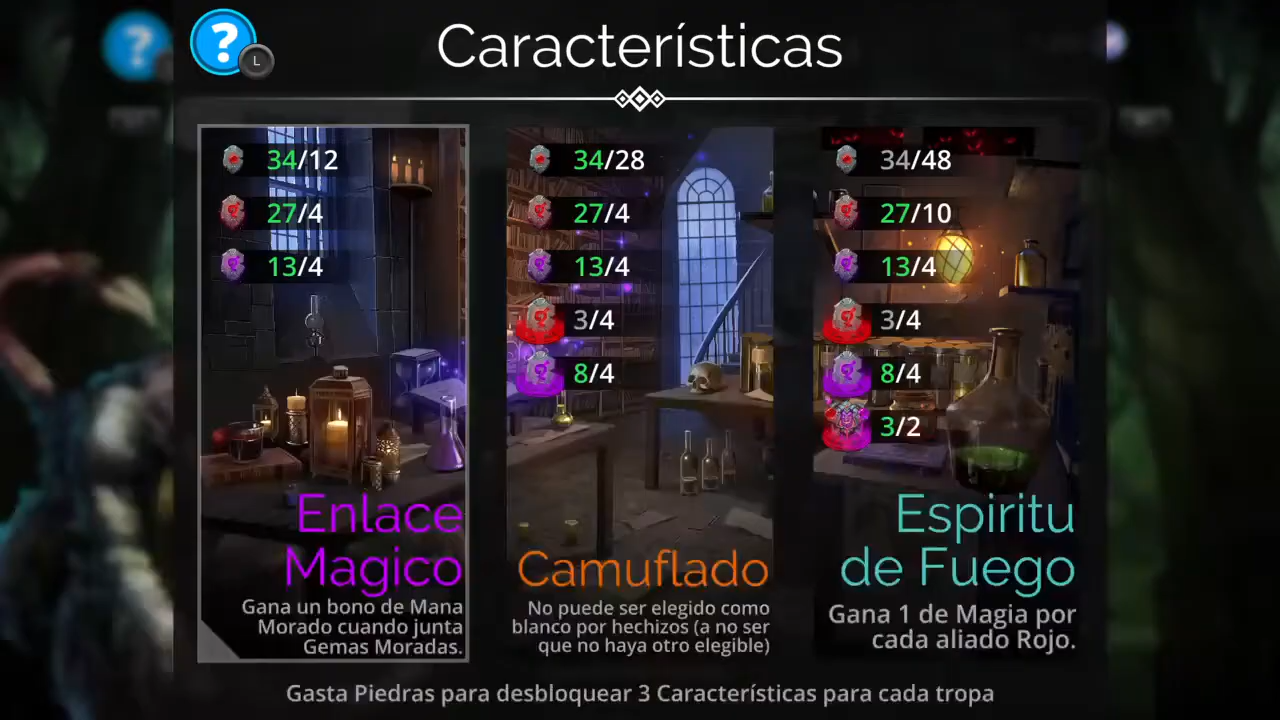 ?
L
Características
34/12
27/4
13/4
Enlace
Magico
Gana un bono de Mana
Morado cuando junta
Gemas Moradas.
34/28
27/4
13/4
3/4
8/4
Camuflado
No puede ser elegido como
blanco por hechizos (a no ser
que no haya otro elegible)
34/48
27/10
13/4
3/4
8/4
3/2
Espiritu
de Fuego
Gana 1 de Magia por
cada aliado Rojo.
Gasta Piedras para desbloquear 3 Características para cada tropa